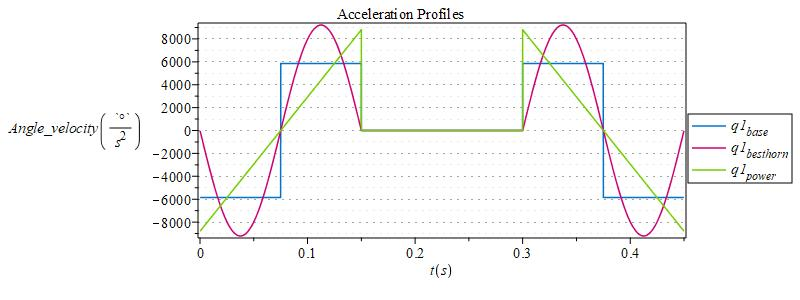 Acceleration Profiles
8000
6000
4000
2000
0
−2000
−4000
−6000
−8000
Angle_velocity(°/s²)
0 0.1 0.2 0.3 0.4
t(s)
q1base
q1besthorn
q1power